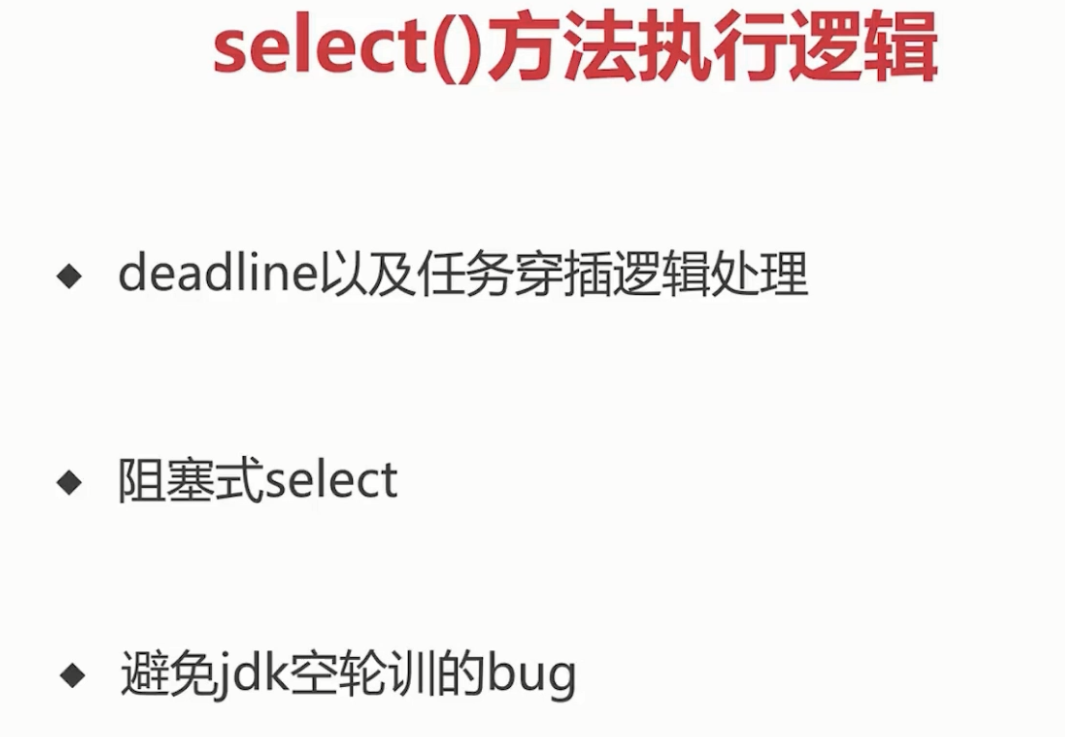 select()方法执行逻辑
◆ deadline以及任务穿插逻辑处理
◆ 阻塞式select
◆ 避免jdk空轮训的bug